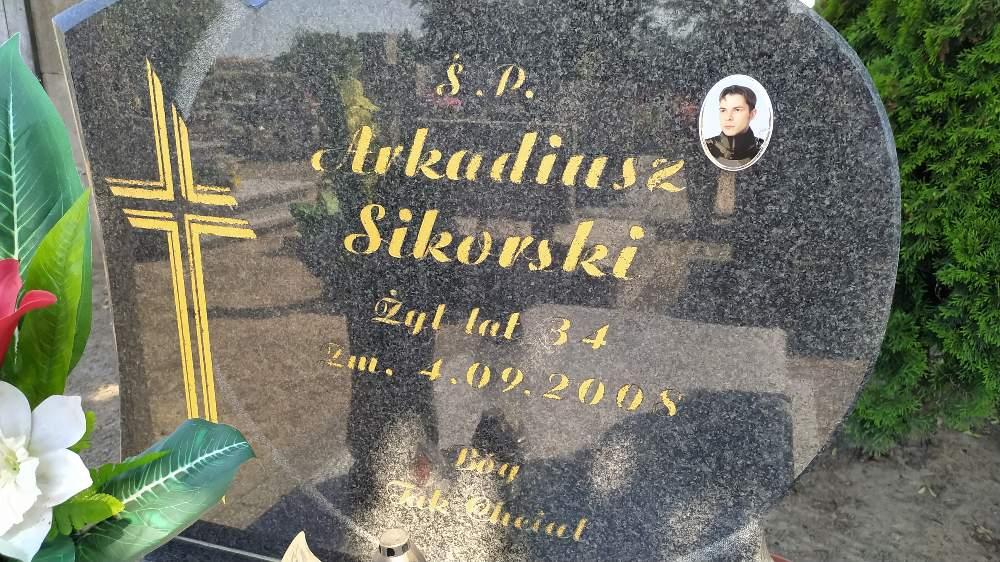 Ś.P.
Arkadiusz
Sikorski
Żył lat 34
zm. 4.09.2008
Bóg
Tak Chciał